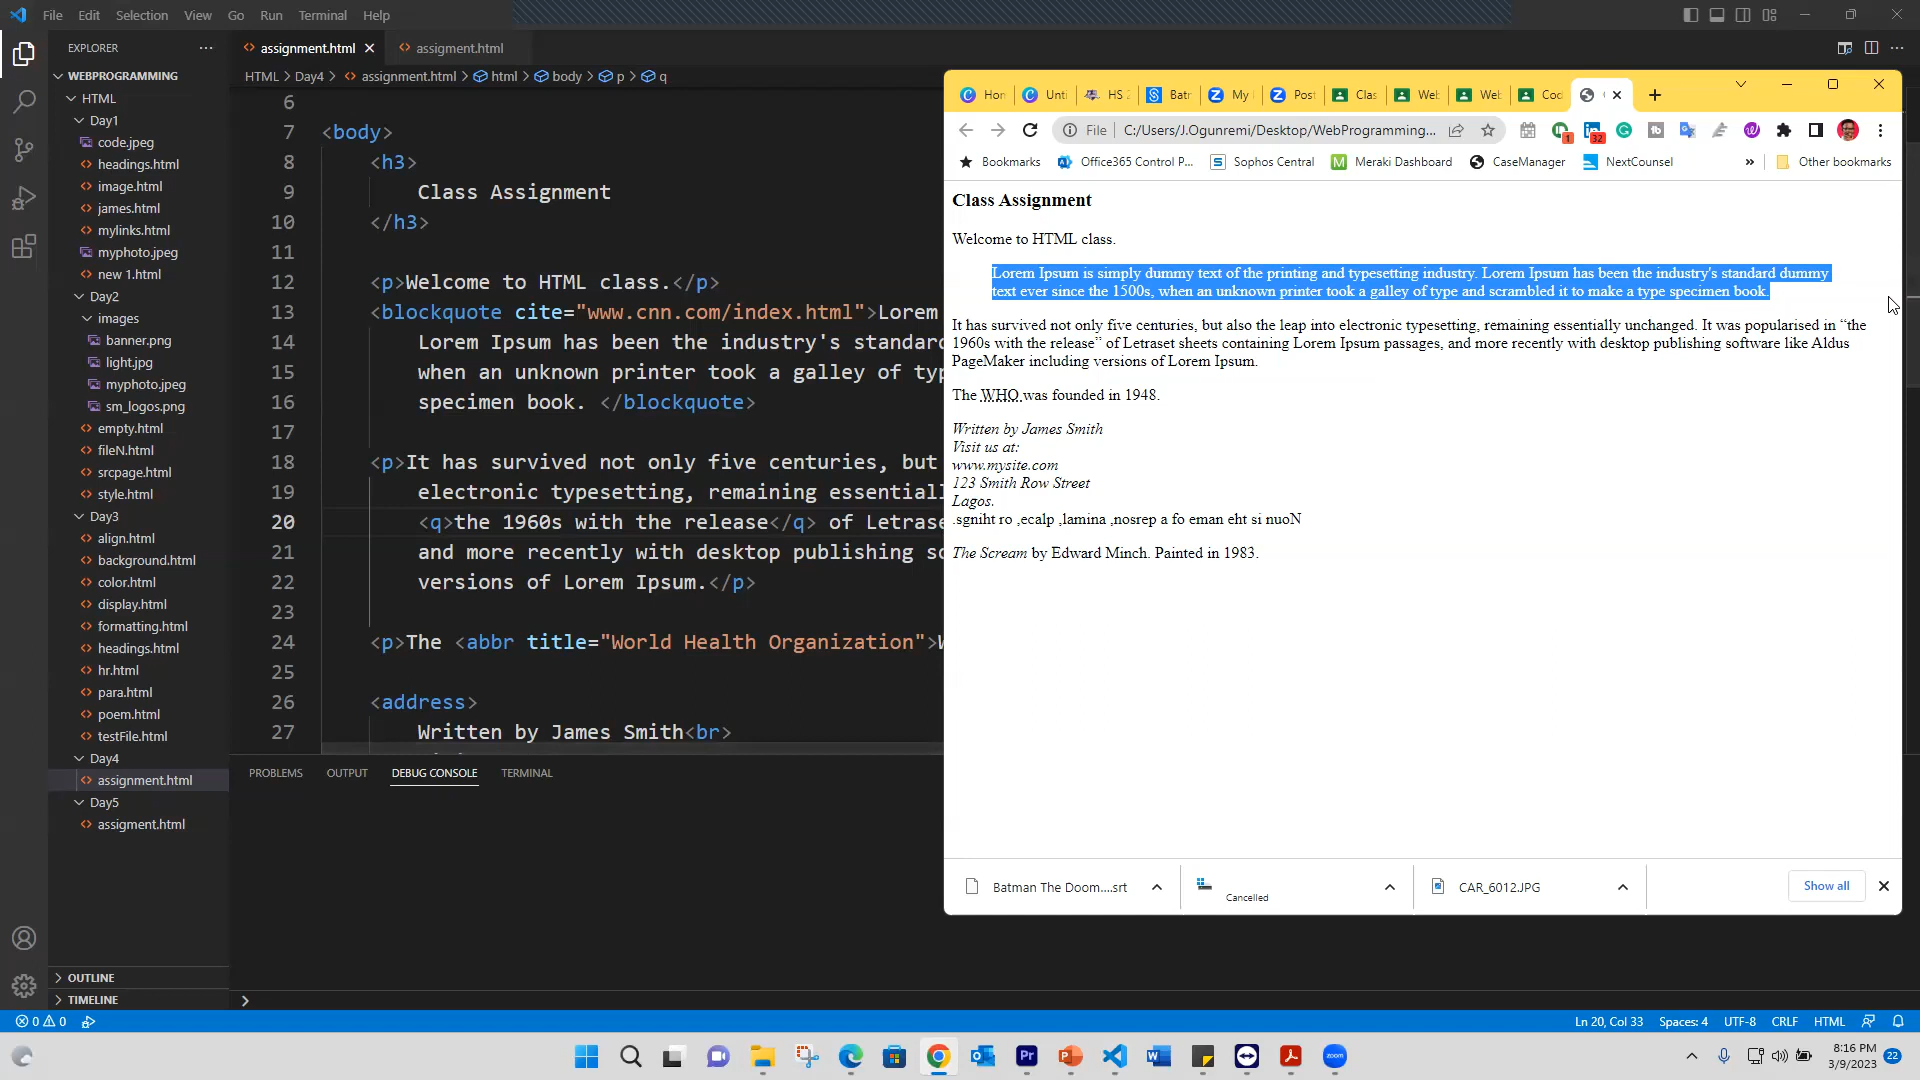 File Edit Selection View Go Run Terminal Help
EXPLORER
WEBPROGRAMMING
HTML
Day1
code.jpeg
headings.html
image.html
james.html
mylinks.html
myphoto.jpeg
new 1.html
Day2
images
banner.png
light.jpg
myphoto.jpeg
sm_logos.png
empty.html
fileN.html
srcpage.html
style.html
Day3
align.html
background.html
color.html
display.html
formatting.html
headings.html
hr.html
para.html
poem.html
testFile.html
Day4
assignment.html
Day5
assigment.html
OUTLINE
TIMELINE
assignment.html assigment.html
HTML > Day4 > assignment.html > html > body > p > q
6
7 <body>
8 <h3>
9 Class Assignment
10 </h3>
11
12 <p>Welcome to HTML class.</p>
13 <blockquote cite="www.cnn.com/index.html">Lorem
14 Lorem Ipsum has been the industry's standard
15 when an unknown printer took a galley of typ
16 specimen book. </blockquote>
17
18 <p>It has survived not only five centuries, but
19 electronic typesetting, remaining essentiall
20 <q>the 1960s with the release</q> of Letrase
21 and more recently with desktop publishing so
22 versions of Lorem Ipsum.</p>
23
24 <p>The <abbr title="World Health Organization">W
25
26 <address>
27 Written by James Smith<br>
PROBLEMS OUTPUT DEBUG CONSOLE TERMINAL
Hon Unti HS Batr My Post Clas Web Web Cod
File C:/Users/J.Ogunremi/Desktop/WebProgramming...
1 32
Bookmarks Office365 Control P... Sophos Central Meraki Dashboard CaseManager NextCounsel » Other bookmarks
Class Assignment
Welcome to HTML class.
Lorem Ipsum is simply dummy text of the printing and typesetting industry. Lorem Ipsum has been the industry's standard dummy
text ever since the 1500s, when an unknown printer took a galley of type and scrambled it to make a type specimen book.
It has survived not only five centuries, but also the leap into electronic typesetting, remaining essentially unchanged. It was popularised in “the
1960s with the release” of Letraset sheets containing Lorem Ipsum passages, and more recently with desktop publishing software like Aldus
PageMaker including versions of Lorem Ipsum.
The WHO was founded in 1948.
Written by James Smith
Visit us at:
www.mysite.com
123 Smith Row Street
Lagos.
.sgniht ro ,ecalp ,lamina ,nosrep a fo eman eht si nuoN
The Scream by Edward Minch. Painted in 1983.
Batman The Doom....srt
Cancelled
CAR_6012.JPG
Show all
0 0
Ln 20, Col 33 Spaces: 4 UTF-8 CRLF HTML
8:16 PM
3/9/2023
22